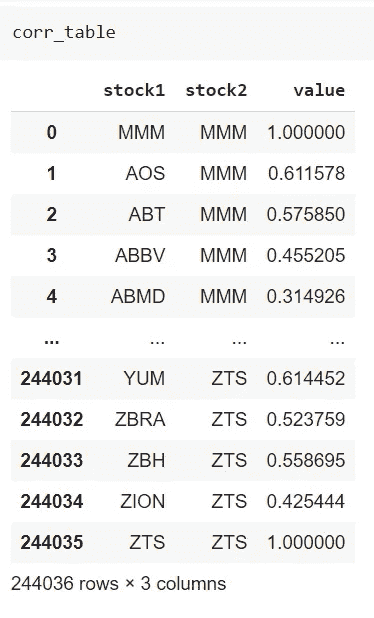 corr_table
stock1 stock2 value
0 MMM MMM 1.000000
1 AOS MMM 0.611578
2 ABT MMM 0.575850
3 ABBV MMM 0.455205
4 ABMD MMM 0.314926
... ... ... ...
244031 YUM ZTS 0.614452
244032 ZBRA ZTS 0.523759
244033 ZBH ZTS 0.558695
244034 ZION ZTS 0.425444
244035 ZTS ZTS 1.000000
244036 rows × 3 columns